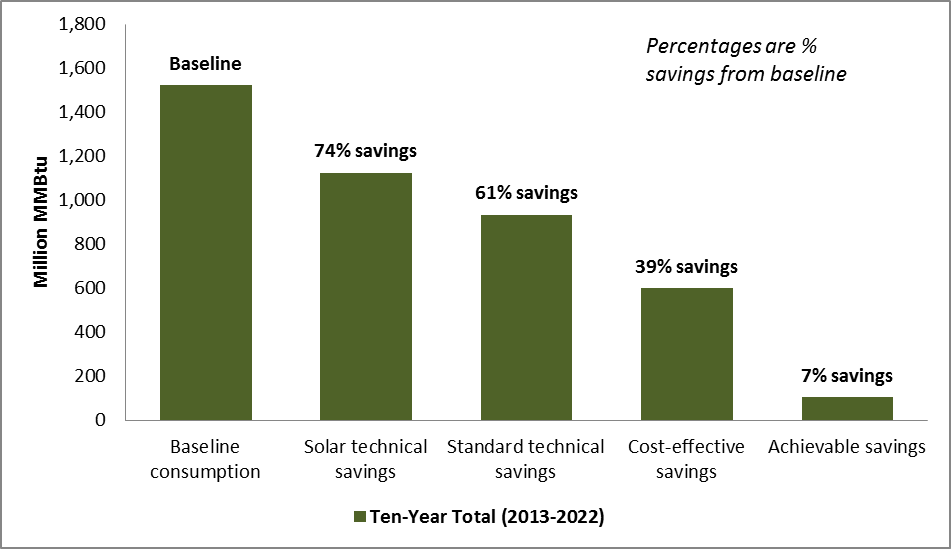 1,800
1,600
1,400
1,200
1,000
800
600
400
200
0
Million MMBtu
Percentages are %
savings from baseline
Baseline
74% savings
61% savings
39% savings
7% savings
Baseline
consumption
Solar technical
savings
Standard technical
savings
Cost-effective
savings
Achievable savings
Ten-Year Total (2013-2022)